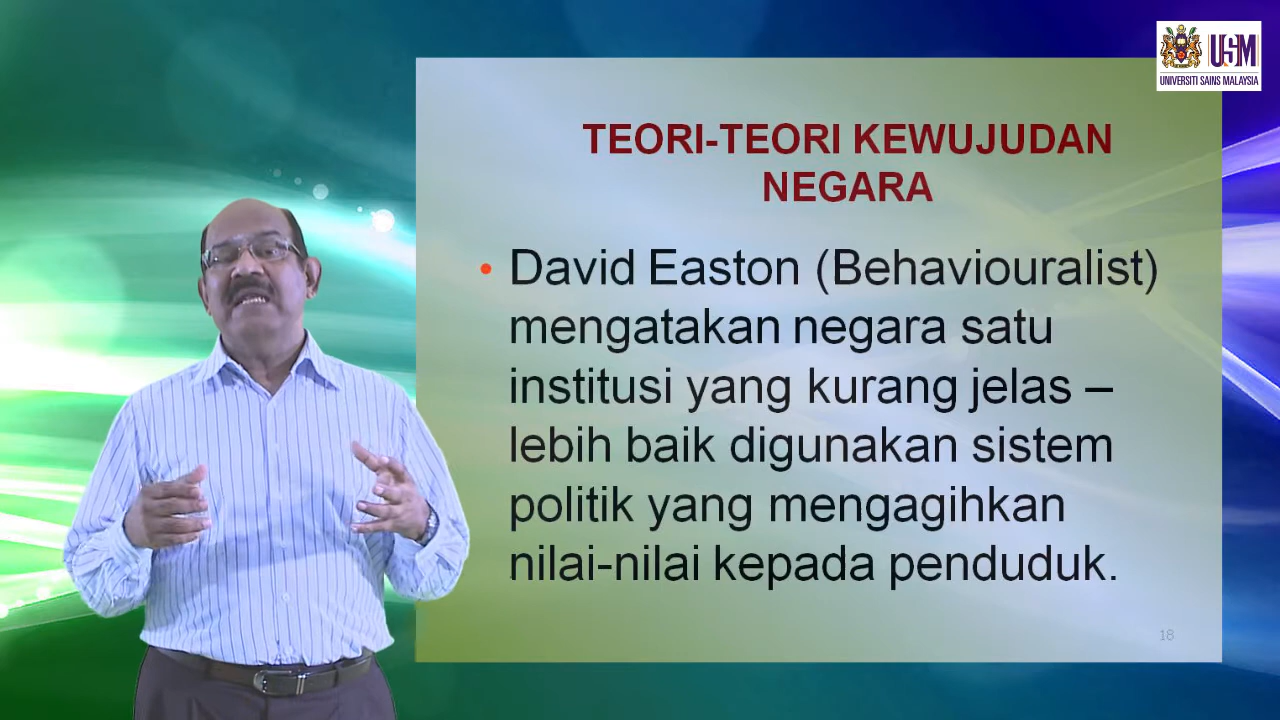 USM
UNIVERSITI SAINS MALAYSIA
TEORI-TEORI KEWUJUDAN
NEGARA
• David Easton (Behaviouralist)
mengatakan negara satu
institusi yang kurang jelas –
lebih baik digunakan sistem
politik yang mengagihkan
nilai-nilai kepada penduduk.
18